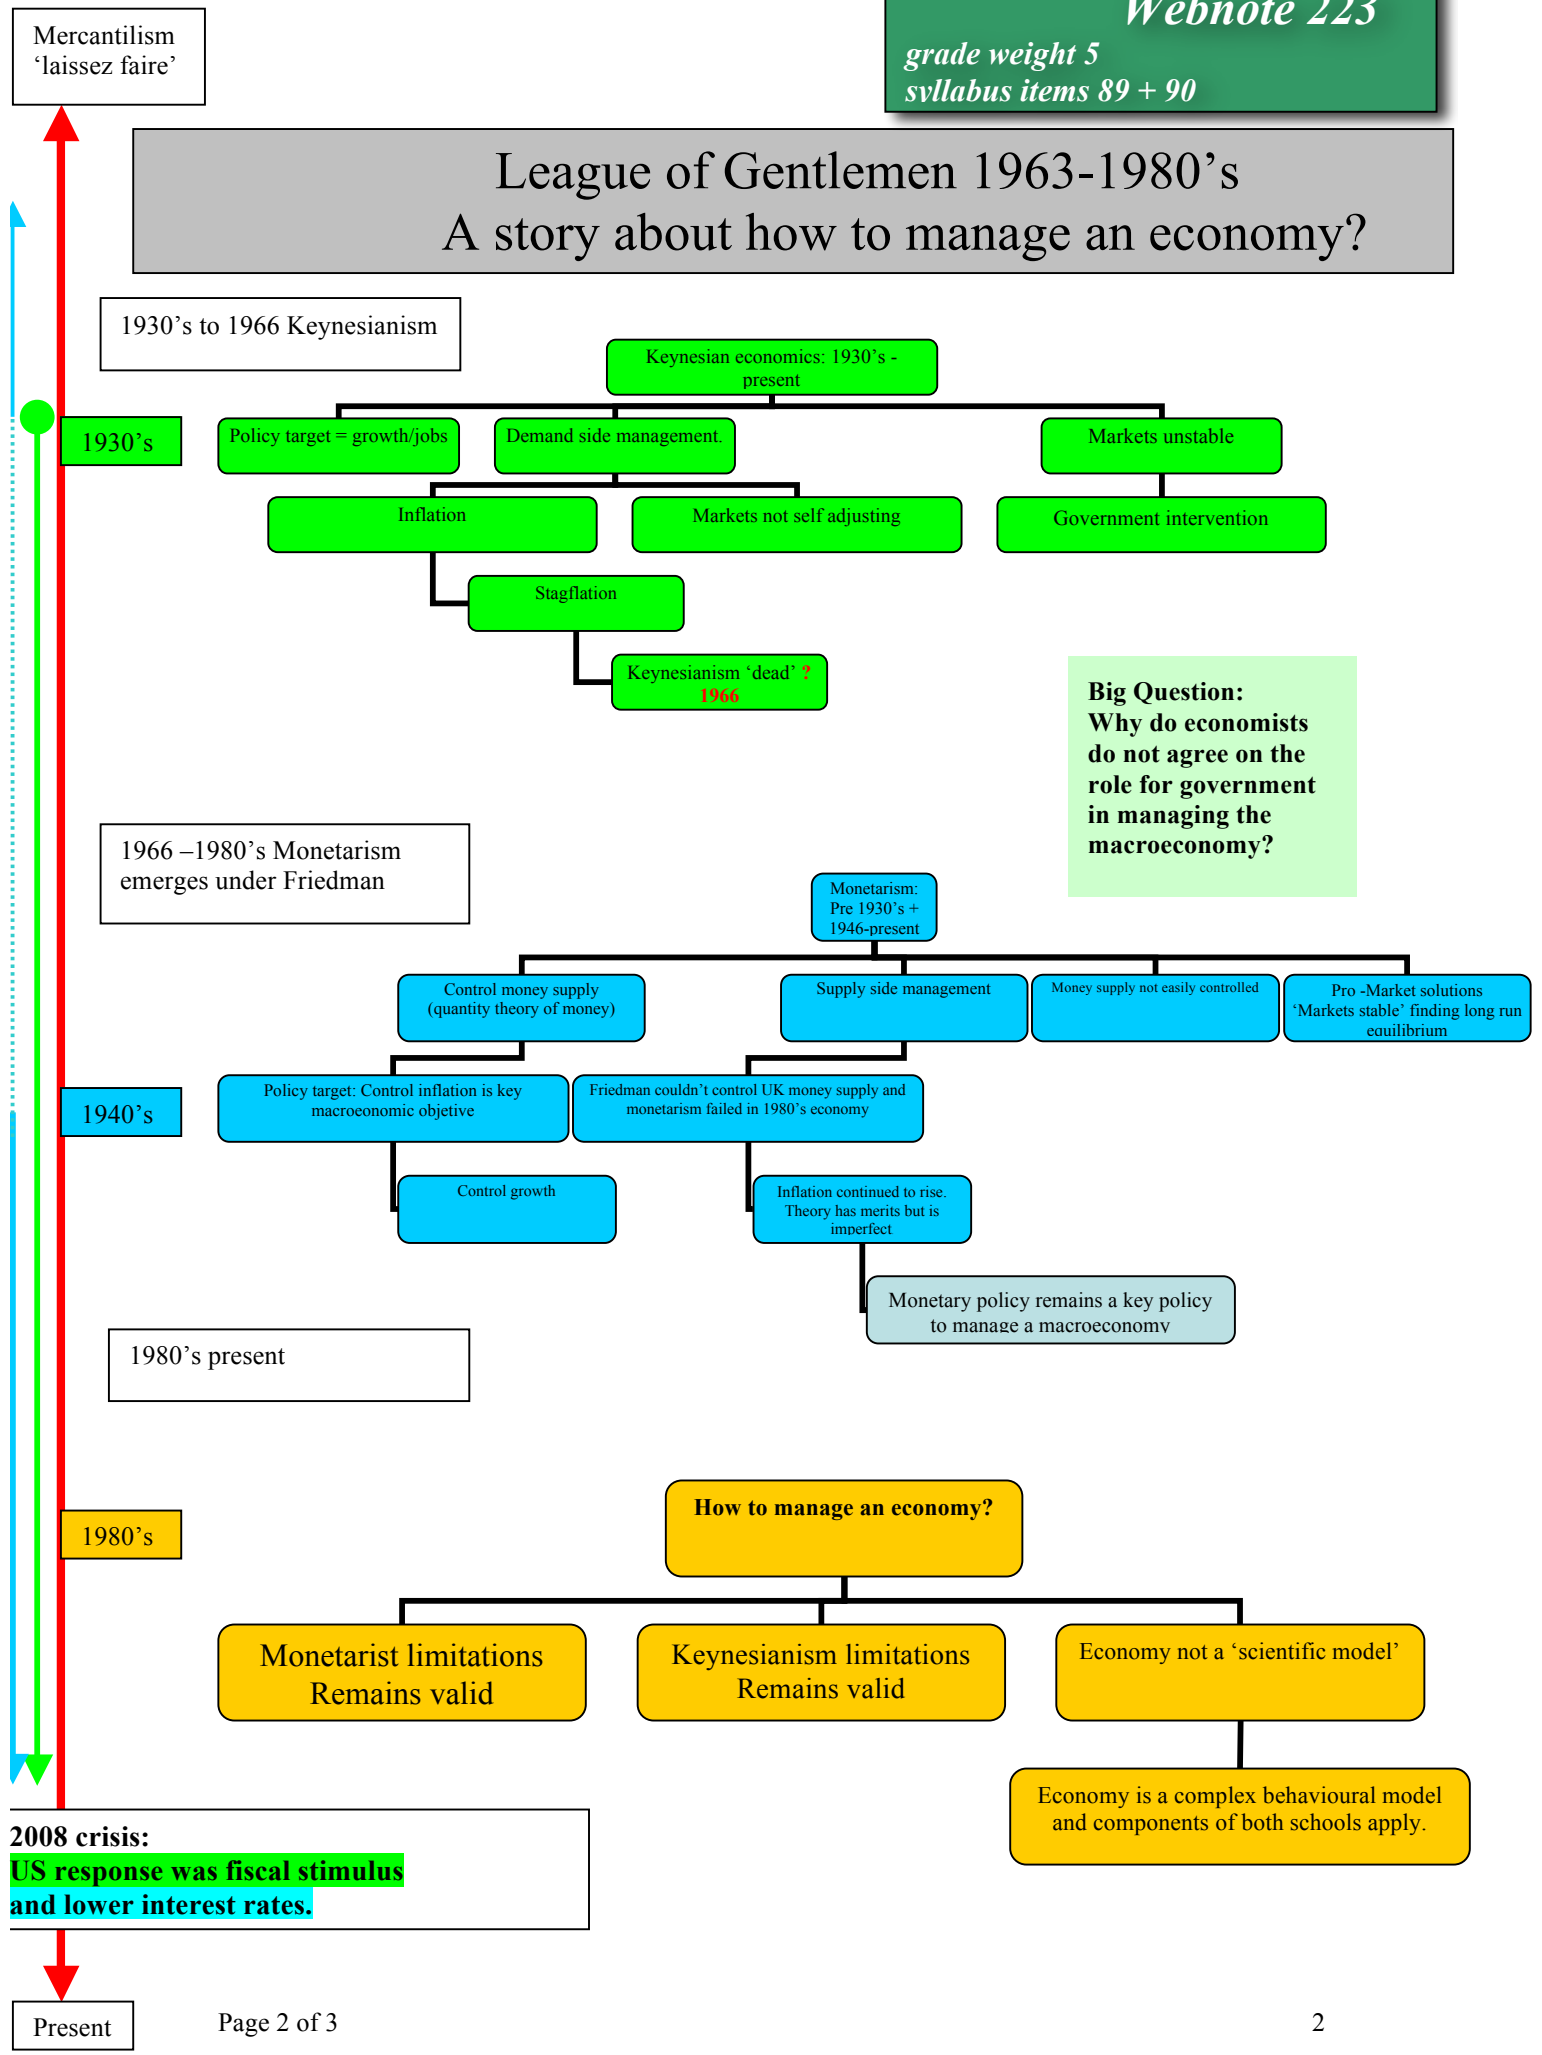 Mercantilism
‘laissez faire’
Webnote 223
grade weight 5
syllabus items 89 + 90
League of Gentlemen 1963-1980’s
A story about how to manage an economy?
1930’s to 1966 Keynesianism
Keynesian economics: 1930’s -
present
1930’s
Policy target = growth/jobs
Demand side management.
Markets unstable
Inflation
Markets not self adjusting
Government intervention
Stagflation
Keynesianism ‘dead’ ?
1966
Big Question:
Why do economists
do not agree on the
role for government
in managing the
macroeconomy?
1966 –1980’s Monetarism
emerges under Friedman
Monetarism:
Pre 1930’s +
1946-present
Control money supply
(quantity theory of money)
Supply side management
Money supply not easily controlled
Pro -Market solutions
‘Markets stable’ finding long run
equilibrium
1940’s
Policy target: Control inflation is key
macroeconomic objetive
Friedman couldn’t control UK money supply and
monetarism failed in 1980’s economy
Control growth
Inflation continued to rise.
Theory has merits but is
imperfect
Monetary policy remains a key policy
to manage a macroeconomy
1980’s present
1980’s
How to manage an economy?
Monetarist limitations
Remains valid
Keynesianism limitations
Remains valid
Economy not a ‘scientific model’
Economy is a complex behavioural model
and components of both schools apply.
2008 crisis:
US response was fiscal stimulus
and lower interest rates.
Present
Page 2 of 3
2